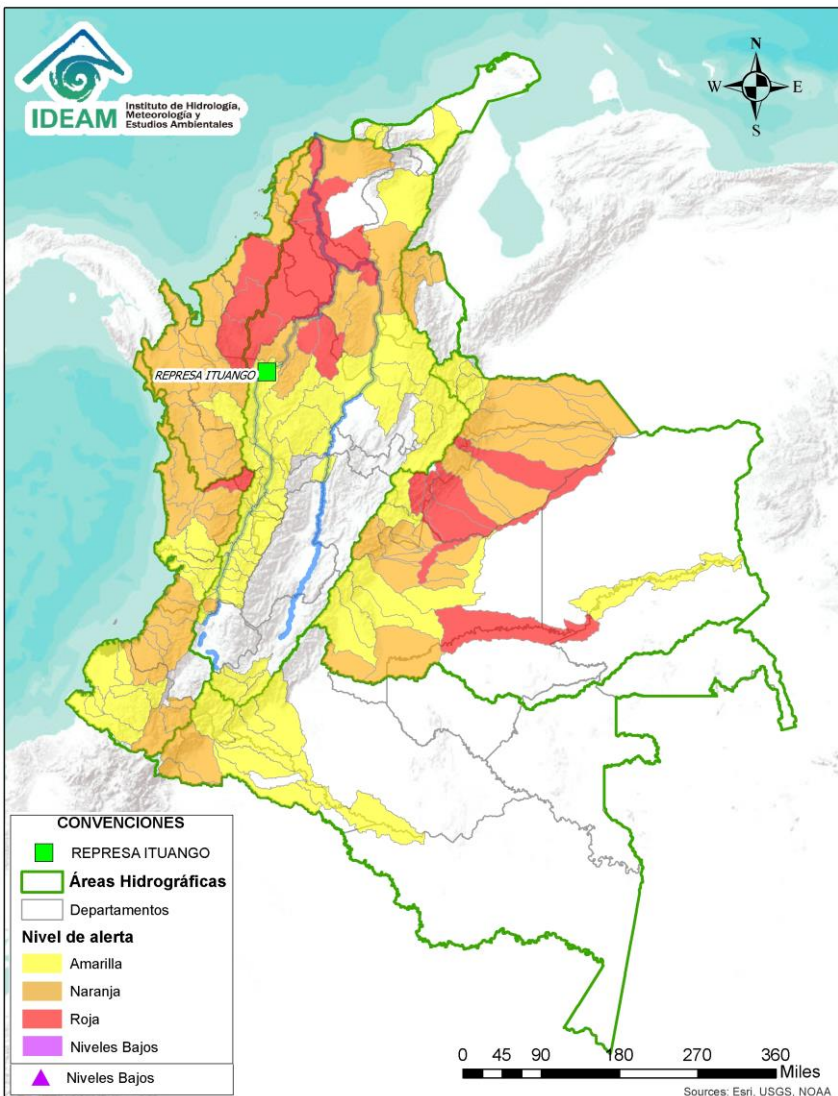 IDEAM
Instituto de Hidrología,
Meteorología y
Estudios Ambientales
N
W
E
S
REPRESA ITUANGO
CONVENCIONES
REPRESA ITUANGO
Áreas Hidrográficas
Departamentos
Nivel de alerta
Amarilla
Naranja
Roja
Niveles Bajos
Niveles Bajos
0 45 90 180 270 360
Miles
Sources: Esri, USGS, NOAA